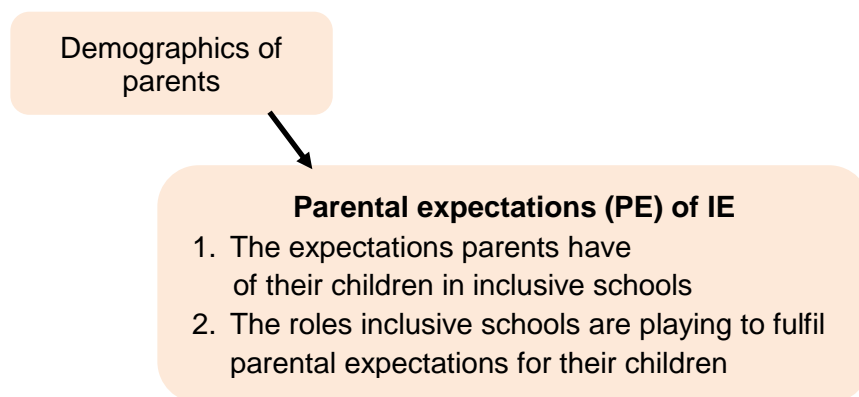 Demographics of
parents
Parental expectations (PE) of IE
1. The expectations parents have
of their children in inclusive schools
2. The roles inclusive schools are playing to fulfil
parental expectations for their children